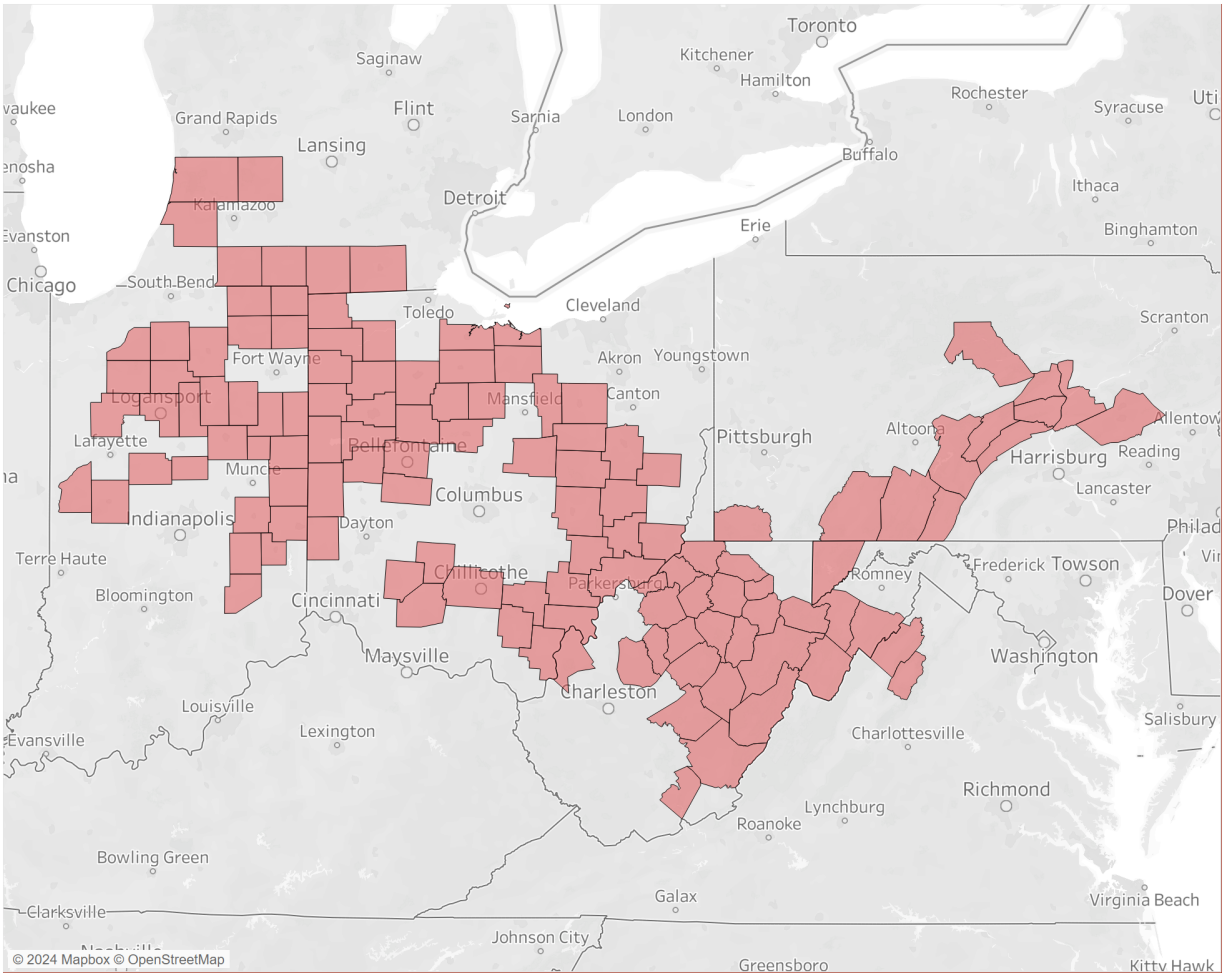 Toronto
Kitchener
Saginaw
Hamilton
Rochester
waukee
Flint
Sarnia
London
Syracuse
Uti
Grand Rapids
Lansing
Buffalo
enosha
Ithaca
Detroit
Kalamazoo
Erie
Binghamton
Evanston
Chicago
South Bend
Toledo
Cleveland
Scranton
Fort Wayne
Akron
Youngstown
Logansport
Mansfield
Canton
Allentow
Lafayette
Bellefontaine
Altoona
Pittsburgh
Harrisburg
Reading
na
Muncie
Columbus
Lancaster
Indianapolis
Dayton
Philad
Terre Haute
Chillicothe
Parkersburg
Romney
Frederick
Towson
Vin
Bloomington
Cincinnati
Dover
Maysville
Washington
Charleston
Louisville
Salisbury
Evansville
Lexington
Charlottesville
Richmond
Lynchburg
Roanoke
Bowling Green
Galax
Virginia Beach
Clarksville
Johnson City
Nashville
© 2024 Mapbox © OpenStreetMap
Greensboro
Kitty Hawk